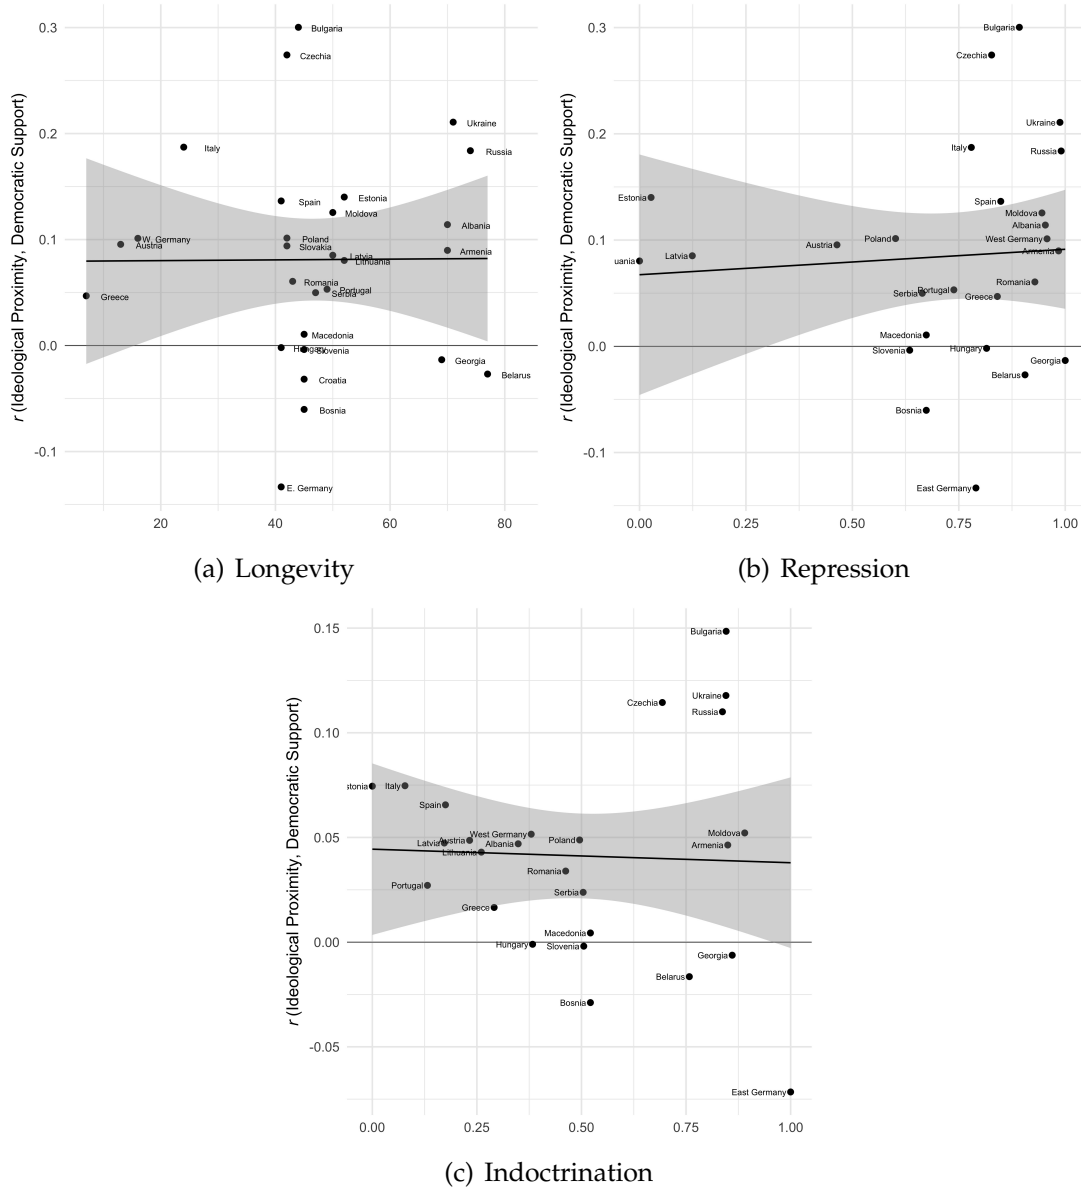 r (Ideological Proximity, Democratic Support)
0.3
0.2
0.1
0.0
-0.1
Bulgaria
Czechia
Ukraine
Italy
Russia
Estonia
Spain
Moldova
Albania
W. Germany
Poland
Austria
Slovakia
Armenia
Latvia
Lithuania
Romania
Portugal
Serbia
Greece
Macedonia
Hungary
Slovenia
Georgia
Croatia
Belarus
Bosnia
E. Germany
20 40 60 80
(a) Longevity
r (Ideological Proximity, Democratic Support)
0.3
0.2
0.1
0.0
-0.1
Bulgaria
Czechia
Ukraine
Italy
Russia
Estonia
Spain
Moldova
Albania
West Germany
Poland
Austria
Armenia
Latvia
uania
Romania
Portugal
Serbia
Greece
Macedonia
Slovenia
Hungary
Georgia
Belarus
Bosnia
East Germany
0.00 0.25 0.50 0.75 1.00
(b) Repression
r (Ideological Proximity, Democratic Support)
0.15
0.10
0.05
0.00
-0.05
Bulgaria
Ukraine
Czechia
Russia
stonia
Italy
Spain
West Germany
Moldova
Austria
Poland
Latvia
Albania
Armenia
Lithuania
Romania
Portugal
Serbia
Greece
Macedonia
Hungary
Slovenia
Georgia
Belarus
Bosnia
East Germany
0.00 0.25 0.50 0.75 1.00
(c) Indoctrination